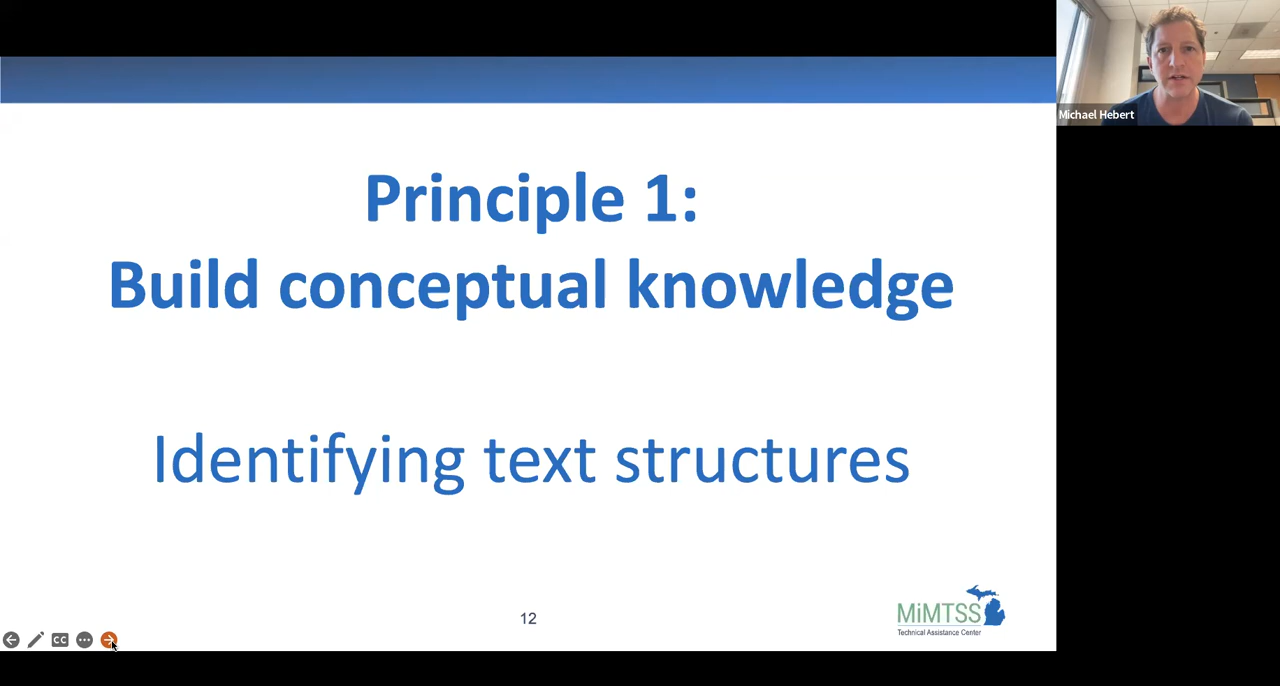 Principle 1:
Build conceptual knowledge
Identifying text structures
12
MiMTSS
Technical Assistance Center
CC
Michael Hebert